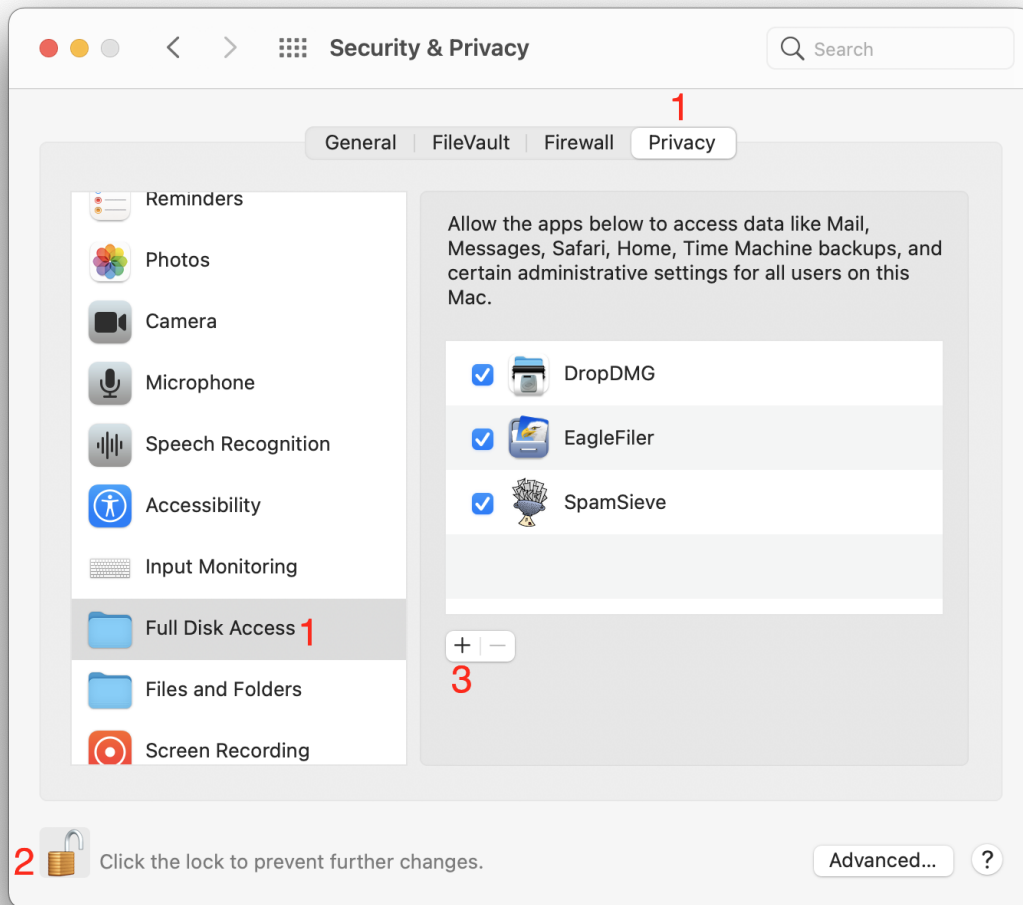 Security & Privacy
Search
1
General
FileVault
Firewall
Privacy
Reminders
Photos
Camera
Microphone
Speech Recognition
Accessibility
Input Monitoring
Full Disk Access 1
Files and Folders
Screen Recording
Allow the apps below to access data like Mail,
Messages, Safari, Home, Time Machine backups, and
certain administrative settings for all users on this
Mac.
DropDMG
EagleFiler
SpamSieve
+ −
3
2
Click the lock to prevent further changes.
Advanced...
?